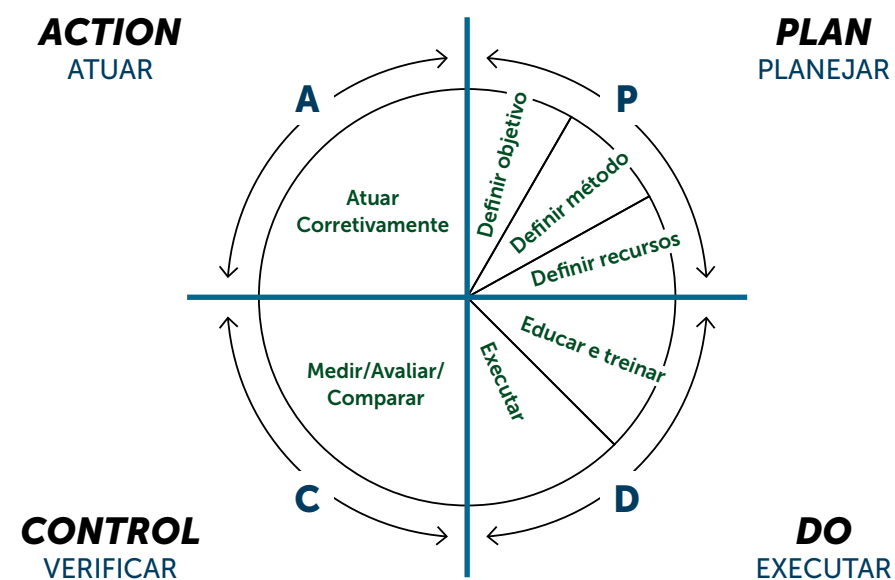 ACTION
ATUAR
PLAN
PLANEJAR
A
P
Definir objetivo
Definir método
Definir recursos
Atuar
Corretivamente
Educar e treinar
Executar
Medir/Avaliar/
Comparar
C
D
CONTROL
VERIFICAR
DO
EXECUTAR